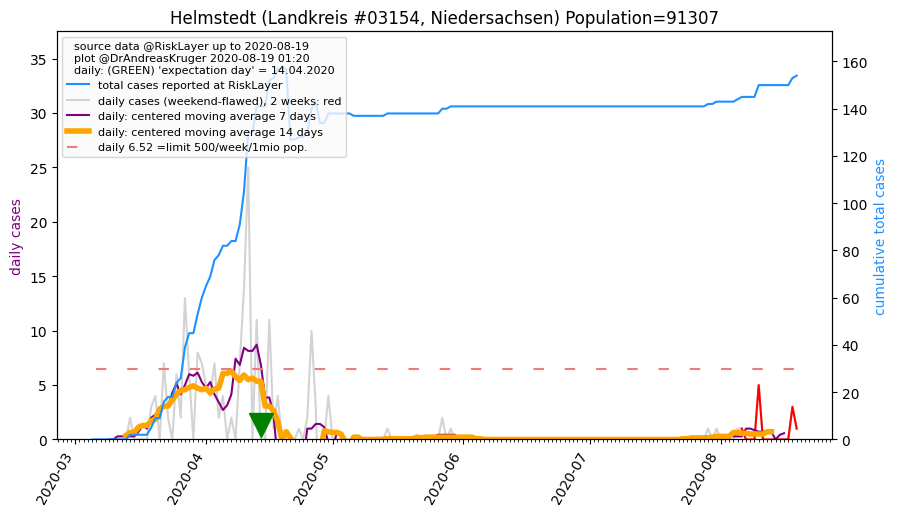 Helmstedt (Landkreis #03154, Niedersachsen) Population=91307
source data @RiskLayer up to 2020-08-19
plot @DrAndreasKruger 2020-08-19 01:20
daily: (GREEN) 'expectation day' = 14.04.2020
total cases reported at RiskLayer
daily cases (weekend-flawed), 2 weeks: red
daily: centered moving average 7 days
daily: centered moving average 14 days
daily 6.52 =limit 500/week/1mio pop.
daily cases
35
30
25
20
15
10
5
0
cumulative total cases
160
140
120
100
80
60
40
20
0
2020-03
2020-04
2020-05
2020-06
2020-07
2020-08